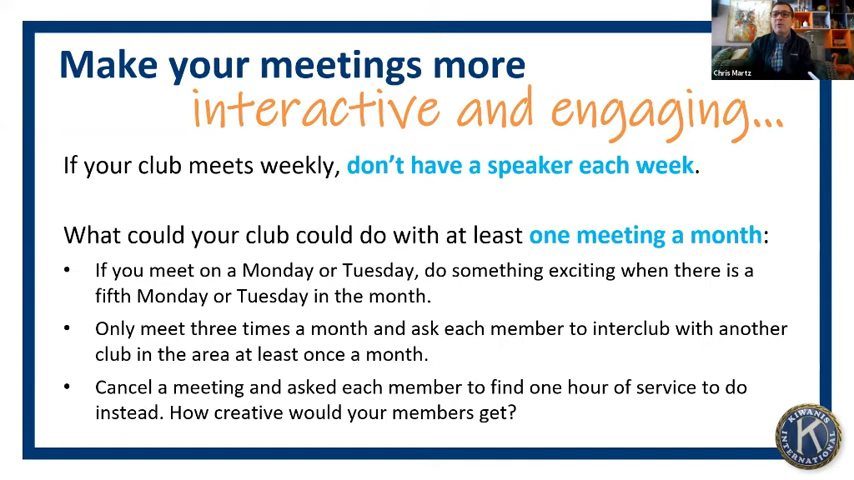 Make your meetings more
interactive and engaging...
Chris Martz
If your club meets weekly, don't have a speaker each week.
What could your club could do with at least one meeting a month:
• If you meet on a Monday or Tuesday, do something exciting when there is a
fifth Monday or Tuesday in the month.
• Only meet three times a month and ask each member to interclub with another
club in the area at least once a month.
• Cancel a meeting and asked each member to find one hour of service to do
instead. How creative would your members get?
KIWANIS
K
INTERNATIONAL